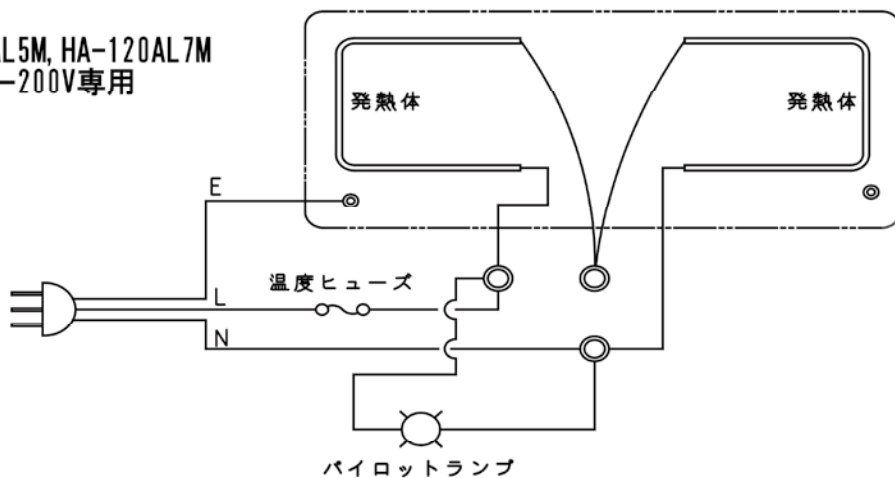 AL5M, HA-120AL7M
-200V専用
発熱体
発熱体
E
温度ヒューズ
L
N
パイロットランプ